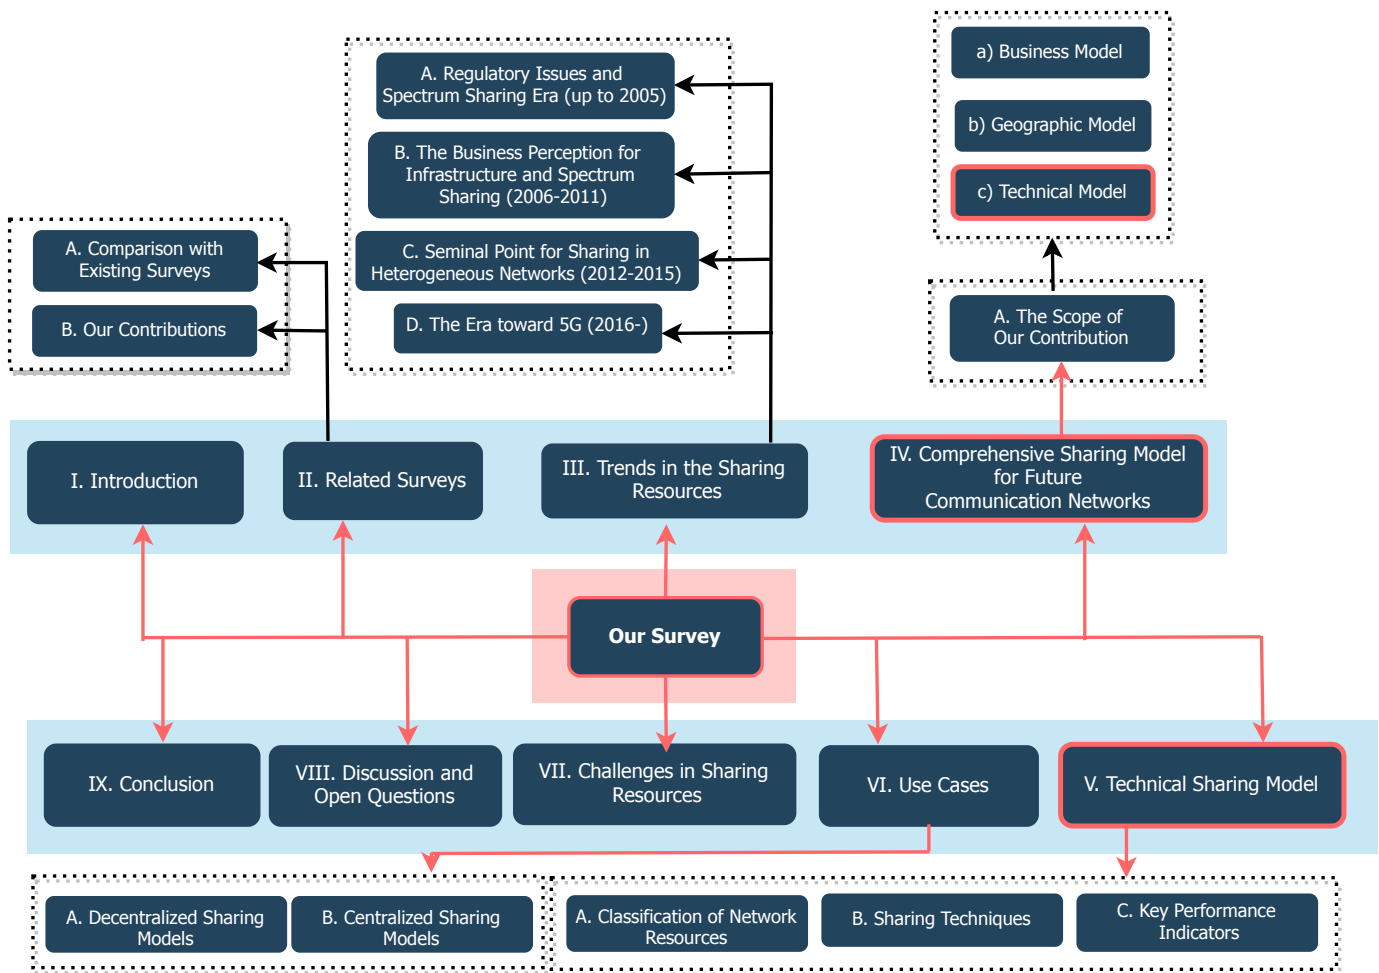 a) Business Model
b) Geographic Model
c) Technical Model
A. Regulatory Issues and
Spectrum Sharing Era (up to 2005)
B. The Business Perception for
Infrastructure and Spectrum
Sharing (2006-2011)
C. Seminal Point for Sharing in
Heterogeneous Networks (2012-2015)
D. The Era toward 5G (2016-)
A. Comparison with
Existing Surveys
B. Our Contributions
A. The Scope of
Our Contribution
I. Introduction
II. Related Surveys
III. Trends in the Sharing
Resources
IV. Comprehensive Sharing Model
for Future
Communication Networks
Our Survey
IX. Conclusion
VIII. Discussion and
Open Questions
VII. Challenges in Sharing
Resources
VI. Use Cases
V. Technical Sharing Model
A. Decentralized Sharing
Models
B. Centralized Sharing
Models
A. Classification of Network
Resources
B. Sharing Techniques
C. Key Performance
Indicators